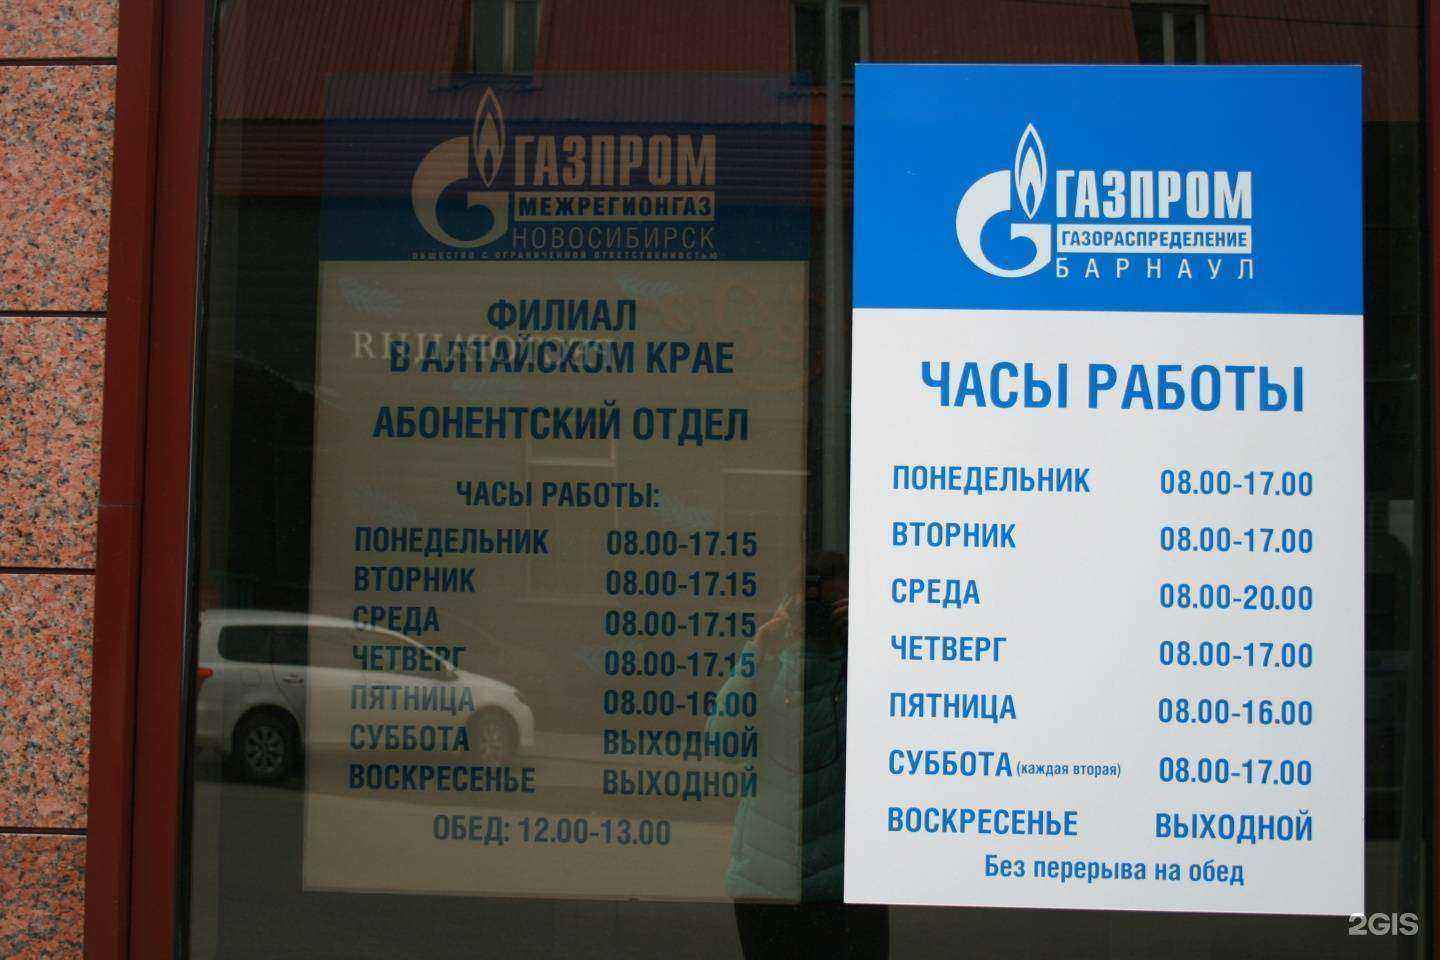 ГАЗПРОМ
МЕЖРЕГИОНГАЗ
НОВОСИБИРСК
ОБЩЕСТВО С ОГРАНИЧЕННОЙ ОТВЕТСТВЕННОСТЬЮ
ФИЛИАЛ
В АЛТАЙСКОМ КРАЕ
АБОНЕНТСКИЙ ОТДЕЛ
ЧАСЫ РАБОТЫ:
ПОНЕДЕЛЬНИК 08.00-17.15
ВТОРНИК 08.00-17.15
СРЕДА 08.00-17.15
ЧЕТВЕРГ 08.00-17.15
ПЯТНИЦА 08.00-16.00
СУББОТА ВЫХОДНОЙ
ВОСКРЕСЕНЬЕ ВЫХОДНОЙ
ОБЕД: 12.00-13.00
ГАЗПРОМ
ГАЗОРАСПРЕДЕЛЕНИЕ
БАРНАУЛ
ЧАСЫ РАБОТЫ
ПОНЕДЕЛЬНИК 08.00-17.00
ВТОРНИК 08.00-17.00
СРЕДА 08.00-20.00
ЧЕТВЕРГ 08.00-17.00
ПЯТНИЦА 08.00-16.00
СУББОТА (каждая вторая) 08.00-17.00
ВОСКРЕСЕНЬЕ ВЫХОДНОЙ
Без перерыва на обед
2GIS